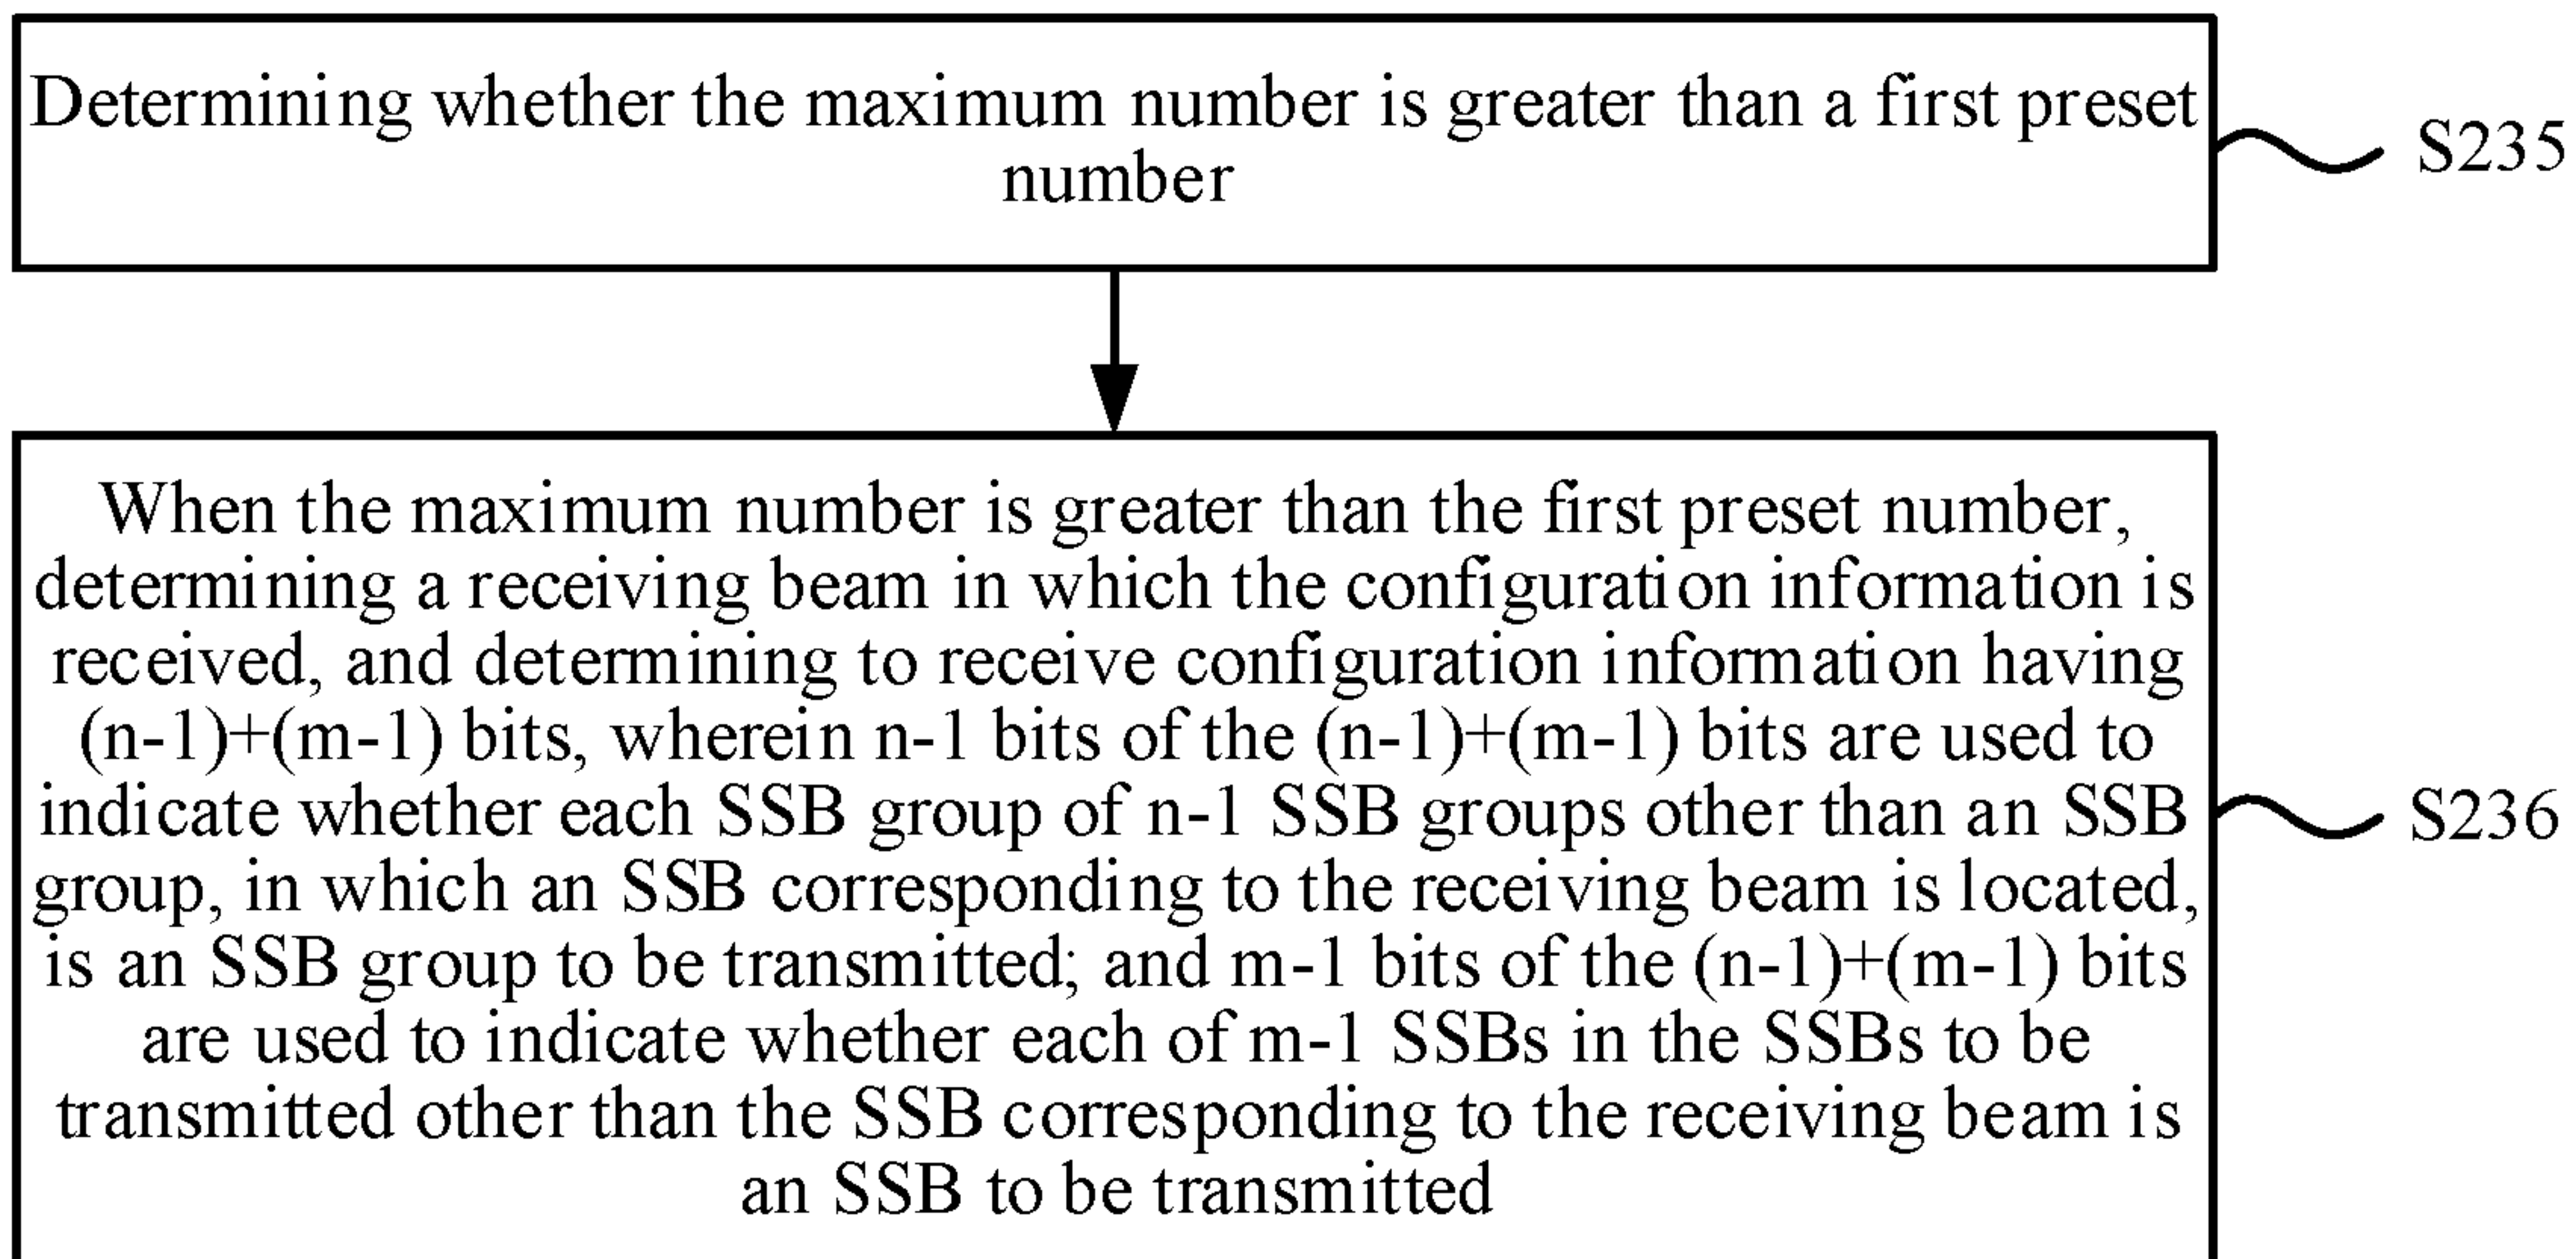 Determining whether the maximum number is greater than a first preset
number
S235
When the maximum number is greater than the first preset number,
determining a receiving beam in which the configuration information is
received, and determining to receive configuration information having
(n-1)+(m-1) bits, wherein n-1 bits of the (n-1)+(m-1) bits are used to
indicate whether each SSB group of n-1 SSB groups other than an SSB
group, in which an SSB corresponding to the receiving beam is located,
is an SSB group to be transmitted; and m-1 bits of the (n-1)+(m-1) bits
are used to indicate whether each of m-1 SSBs in the SSBs to be
transmitted other than the SSB corresponding to the receiving beam is
an SSB to be transmitted
S236